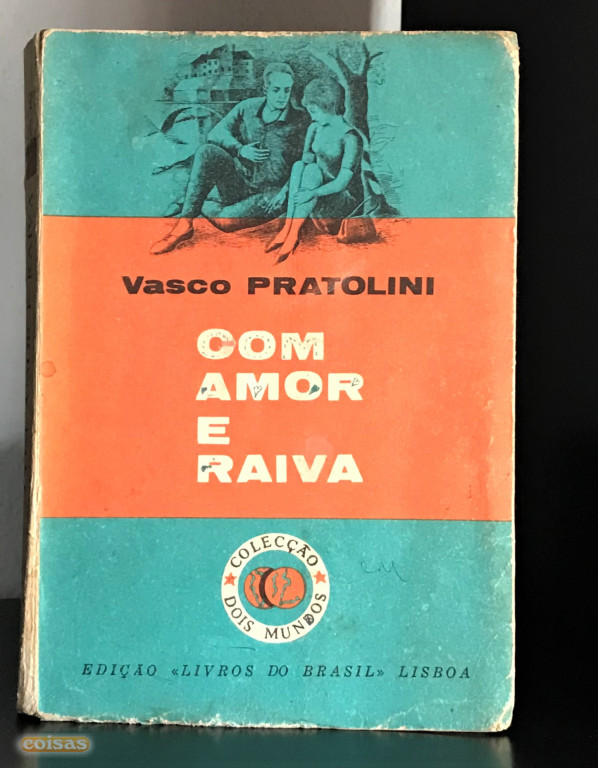 Vasco PRATOLINI
COM
AMOR
E
RAIVA
COLECÇÃO
DOIS MUNDOS
EDIÇÃO «LIVROS DO BRASIL» LISBOA
coisas